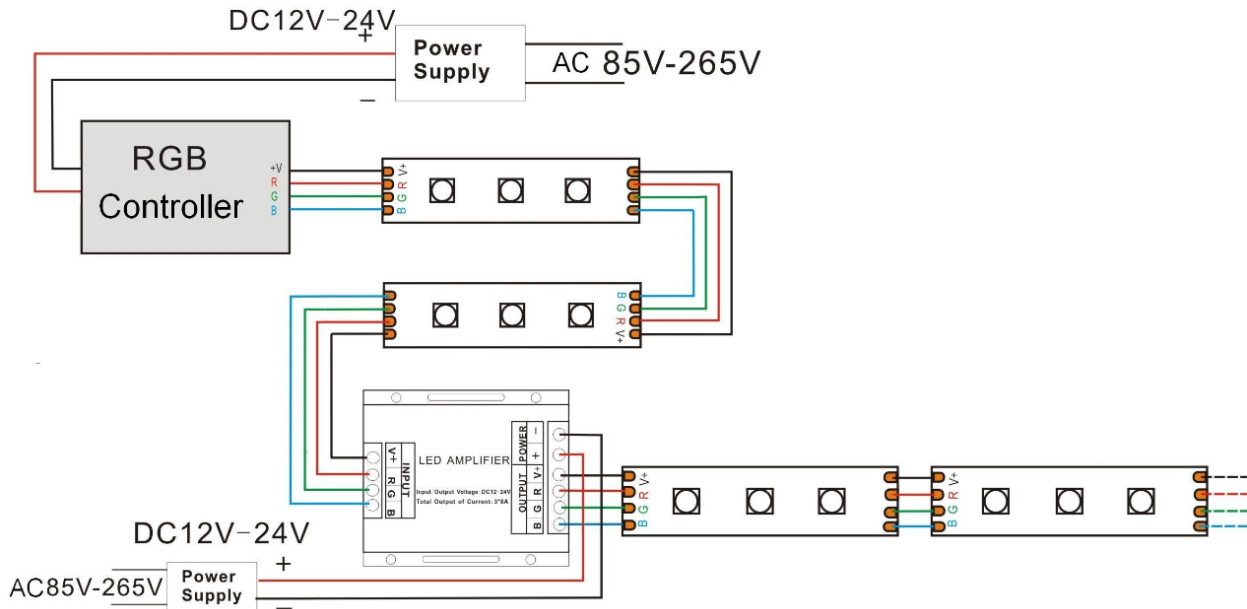 DC12V-24V
+
Power
Supply
AC 85V-265V
−
RGB
Controller
+V
R
G
B
V+
R
G
B
B
G
R
V+
LED AMPLIFIER
INPUT
V+
R
G
B
Input Output Voltage:DC12-24V
Total Output of Current:3*8A
POWER
−
+
OUTPUT
V+
R
G
B
V+
R
G
B
V+
R
G
B
DC12V-24V
+
AC85V-265V
Power
Supply
−